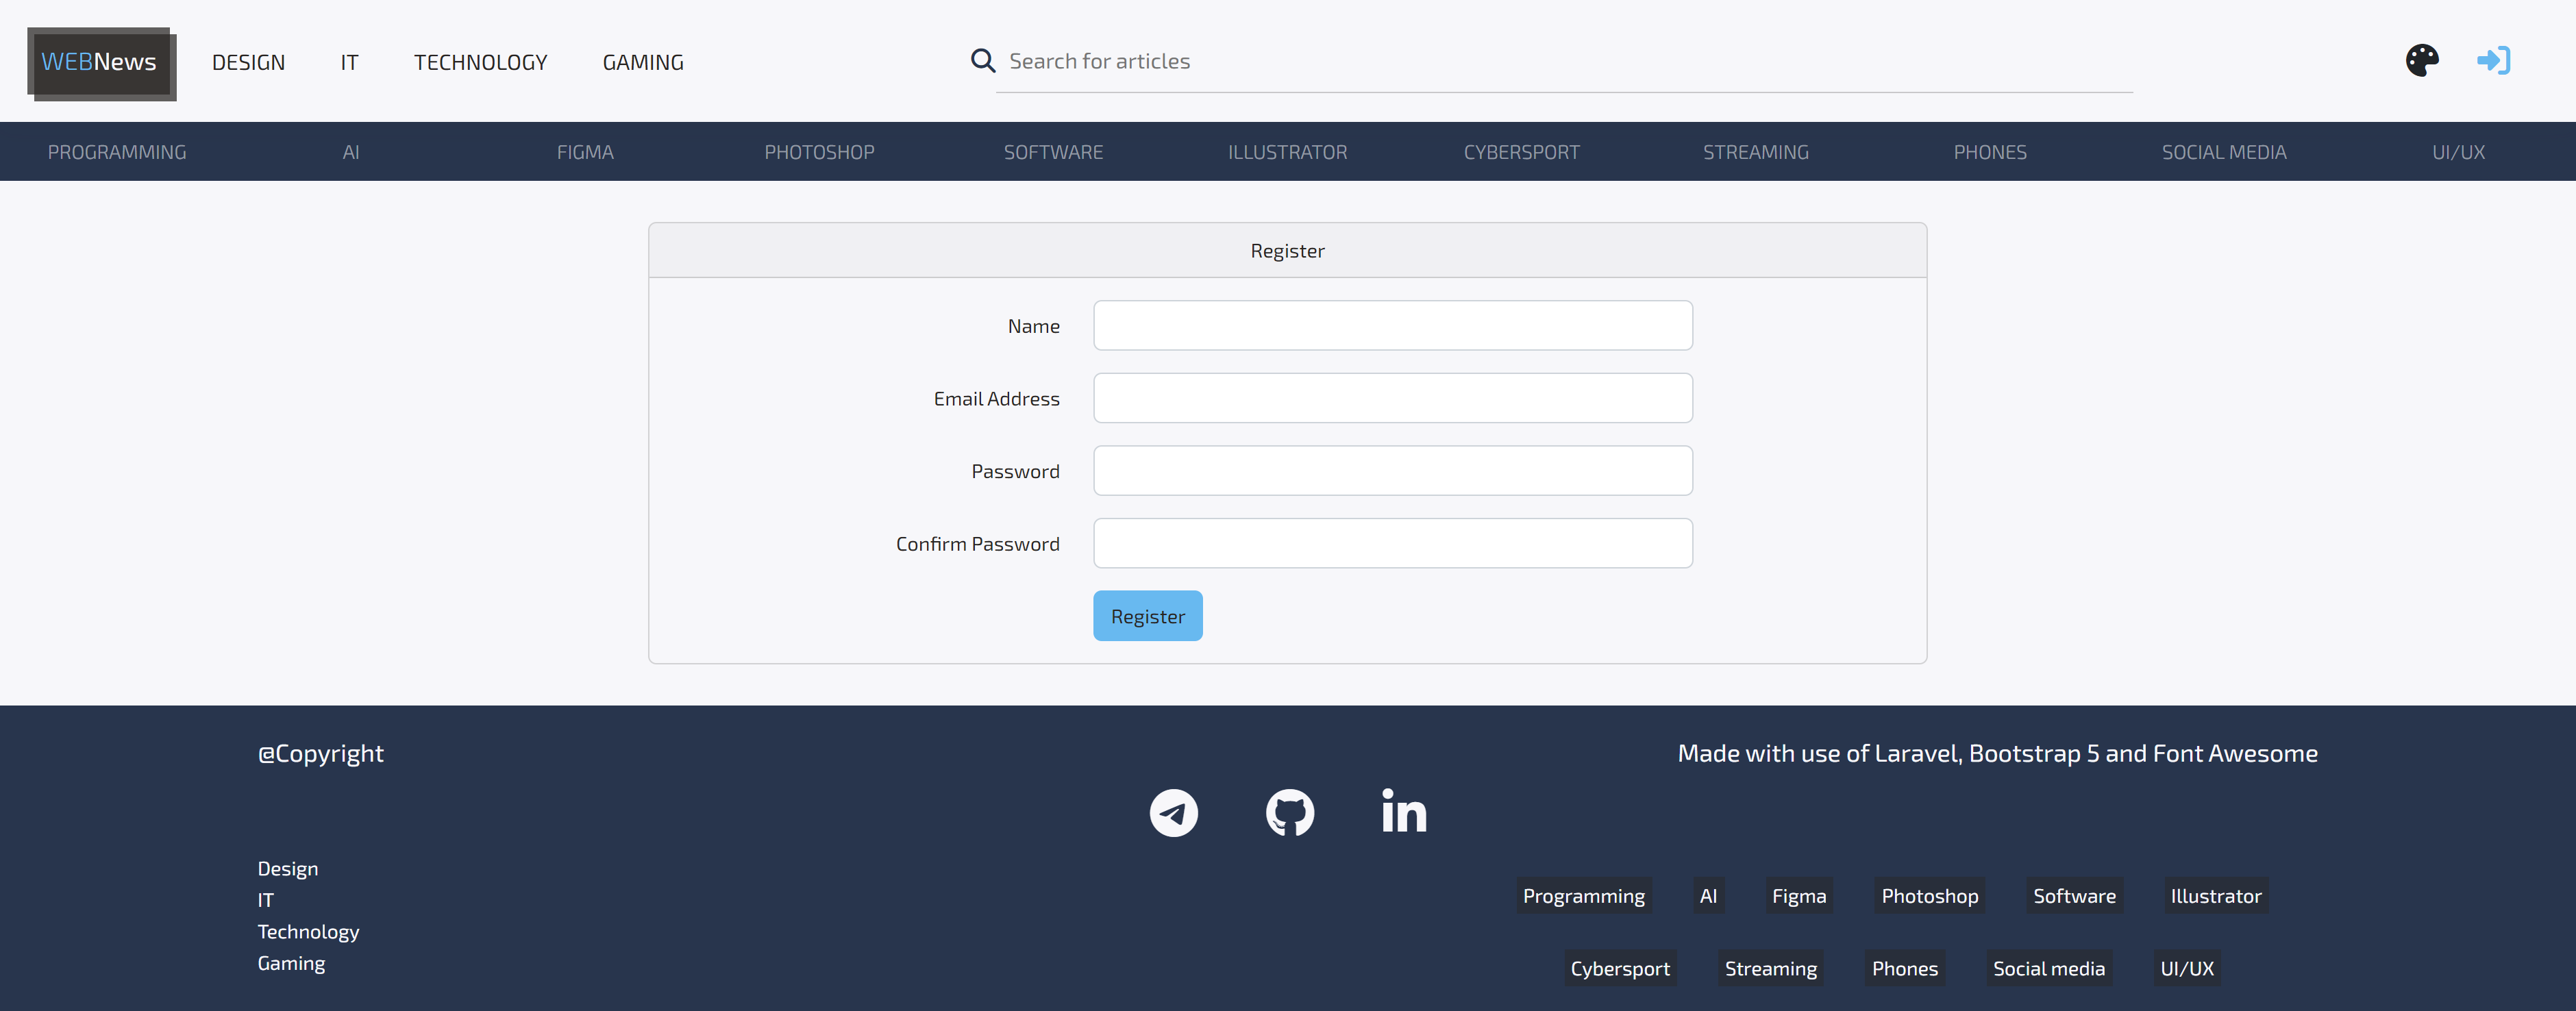 WEBNews DESIGN IT TECHNOLOGY GAMING Search for articles
PROGRAMMING AI FIGMA PHOTOSHOP SOFTWARE ILLUSTRATOR CYBERSPORT STREAMING PHONES SOCIAL MEDIA UI/UX
Register
Name
Email Address
Password
Confirm Password
Register
@Copyright Made with use of Laravel, Bootstrap 5 and Font Awesome
Design
IT
Technology
Gaming
Programming AI Figma Photoshop Software Illustrator
Cybersport Streaming Phones Social media UI/UX